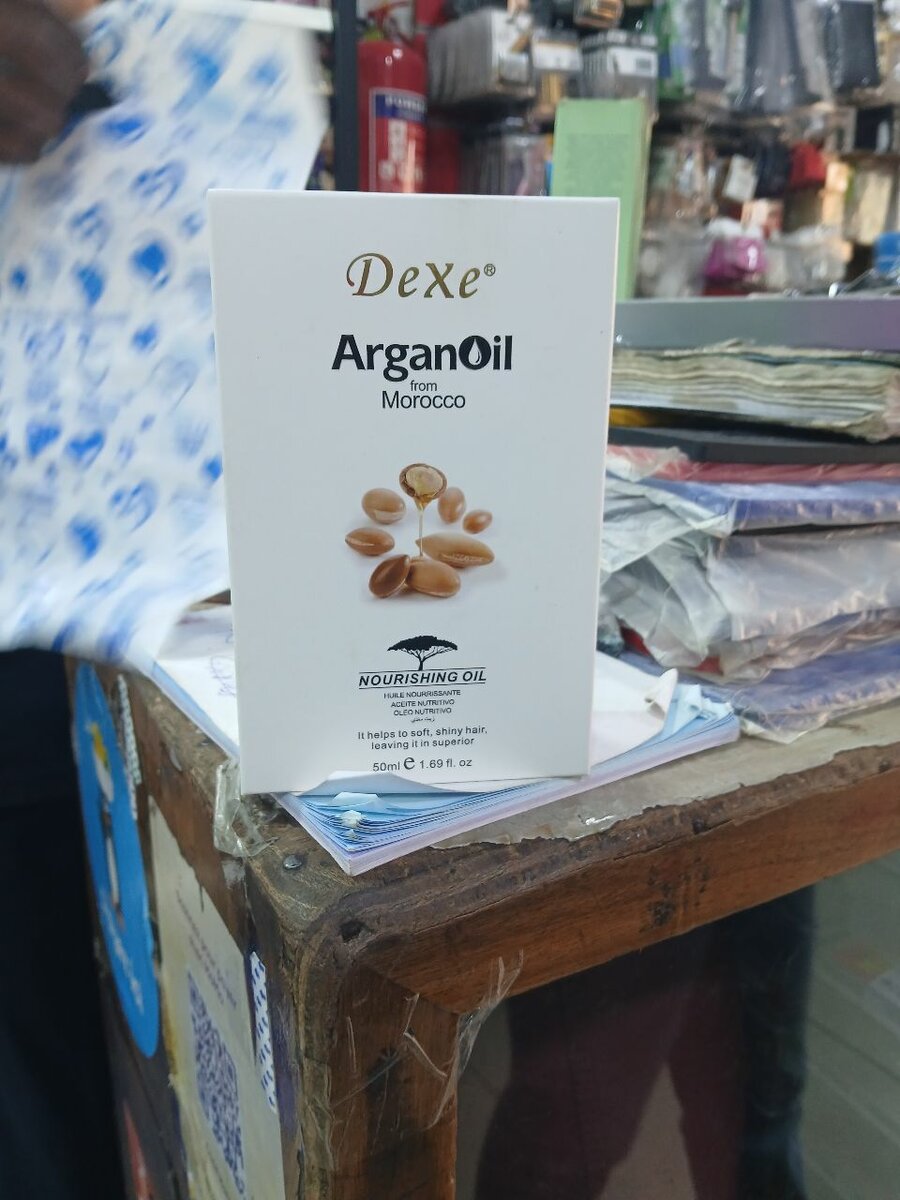 DeXe®
ArganOil
from
Morocco
NOURISHING OIL
HUILE NOURRISSANTE
ACEITE NUTRITIVO
OLEO NUTRITIVO
It helps to soft, shiny hair,
leaving it in superior
50ml e 1.69 fl. oz